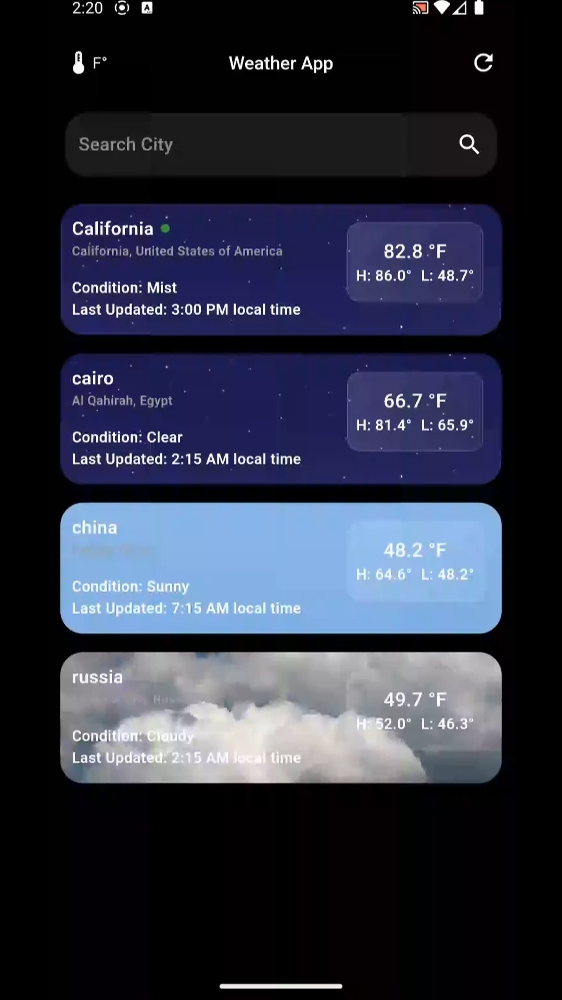 2:20
F°
Weather App
Search City
California
California, United States of America
82.8 °F
H: 86.0° L: 48.7°
Condition: Mist
Last Updated: 3:00 PM local time
cairo
Al Qahirah, Egypt
66.7 °F
H: 81.4° L: 65.9°
Condition: Clear
Last Updated: 2:15 AM local time
china
48.2 °F
H: 64.6° L: 48.2°
Condition: Sunny
Last Updated: 7:15 AM local time
russia
49.7 °F
H: 52.0° L: 46.3°
Condition: Cloudy
Last Updated: 2:15 AM local time